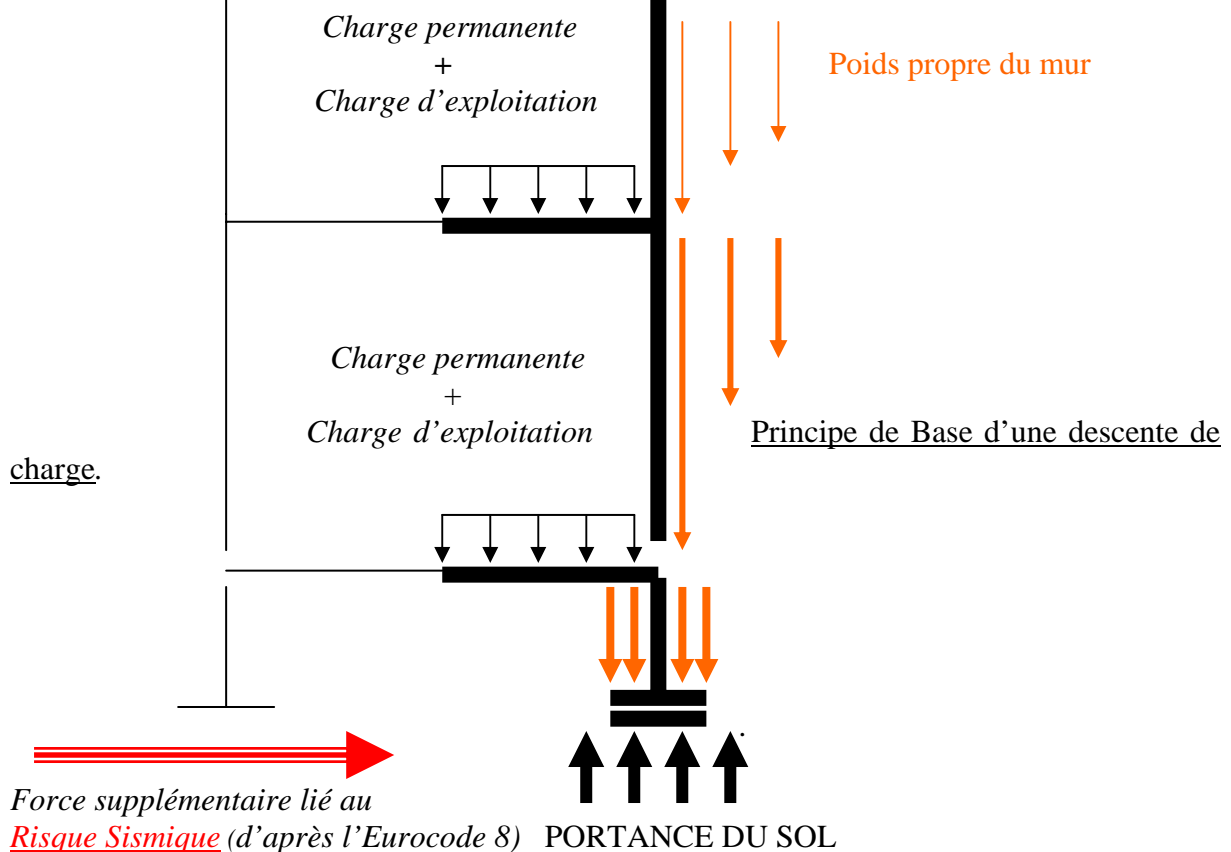 Charge permanente
+
Charge d’exploitation
Poids propre du mur
Charge permanente
+
Charge d’exploitation
Principe de Base d’une descente de
charge.
.
Force supplémentaire lié au
Risque Sismique (d’après l’Eurocode 8) PORTANCE DU SOL